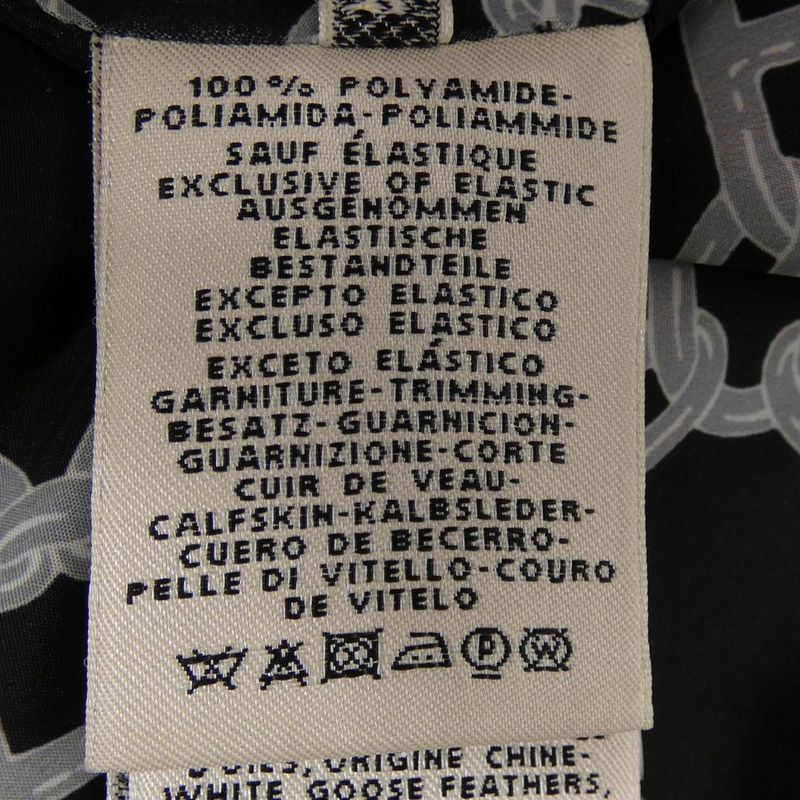 100% POLYAMIDE-
POLIAMIDA-POLIAMMIDE
SAUF ÉLASTIQUE
EXCLUSIVE OF ELASTIC
AUSGENOMMEN
ELASTISCHE
BESTANDTEILE
EXCEPTO ELASTICO
EXCLUSO ELASTICO
EXCETO ELÁSTICO
GARNITURE-TRIMMING-
BESATZ-GUARNICION-
GUARNIZIONE-CORTE
CUIR DE VEAU-
CALFSKIN-KALBSLEDER-
CUERO DE BECERRO-
PELLE DI VITELLO-COURO
DE VITELO
P W
ORIGINE CHINE-
WHITE GOOSE FEATHERS,